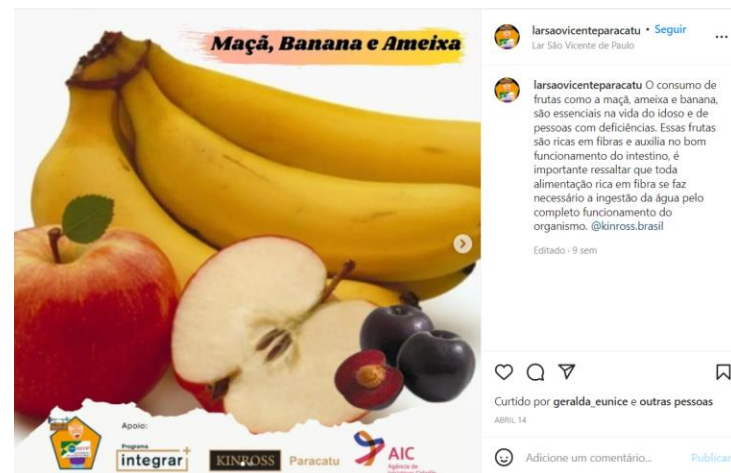 Maçã, Banana e Ameixa
Apoio:
Programa
integrar+
KINROSS Paracatu
AIC
Agência de
larsaovicenteparacatu • Seguir
Lar São Vicente de Paulo
larsaovicenteparacatu O consumo de
frutas como a maçã, ameixa e banana,
são essenciais na vida do idoso e de
pessoas com deficiências. Essas frutas
são ricas em fibras e auxilia no bom
funcionamento do intestino, é
importante ressaltar que toda
alimentação rica em fibra se faz
necessário a ingestão da água pelo
completo funcionamento do
organismo. @kinross.brasil
Editado · 9 sem
Curtido por geralda_eunice e outras pessoas
ABRIL 14
Adicione um comentário... Publicar